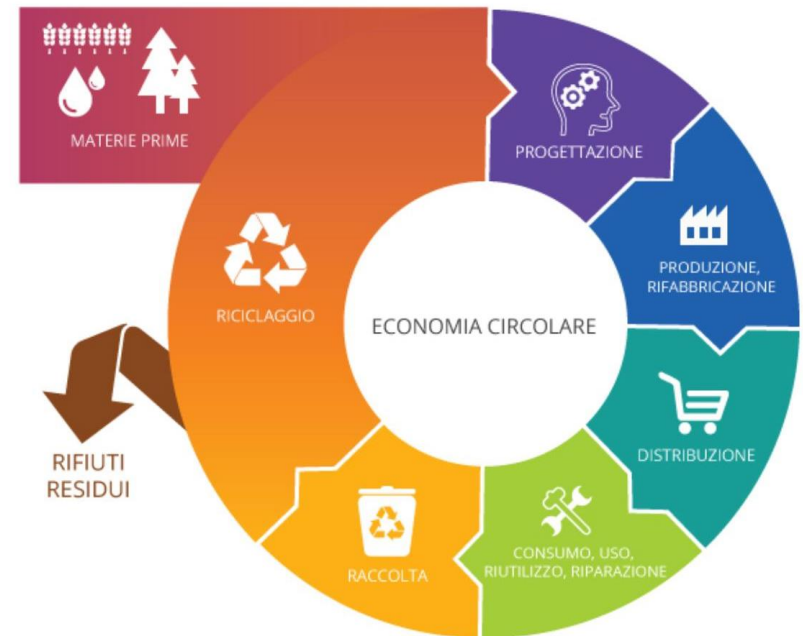 MATERIE PRIME
PROGETTAZIONE
PRODUZIONE,
RIFABBRICAZIONE
RICICLAGGIO
ECONOMIA CIRCOLARE
DISTRIBUZIONE
RIFIUTI
RESIDUI
CONSUMO, USO,
RIUTILIZZO, RIPARAZIONE
RACCOLTA